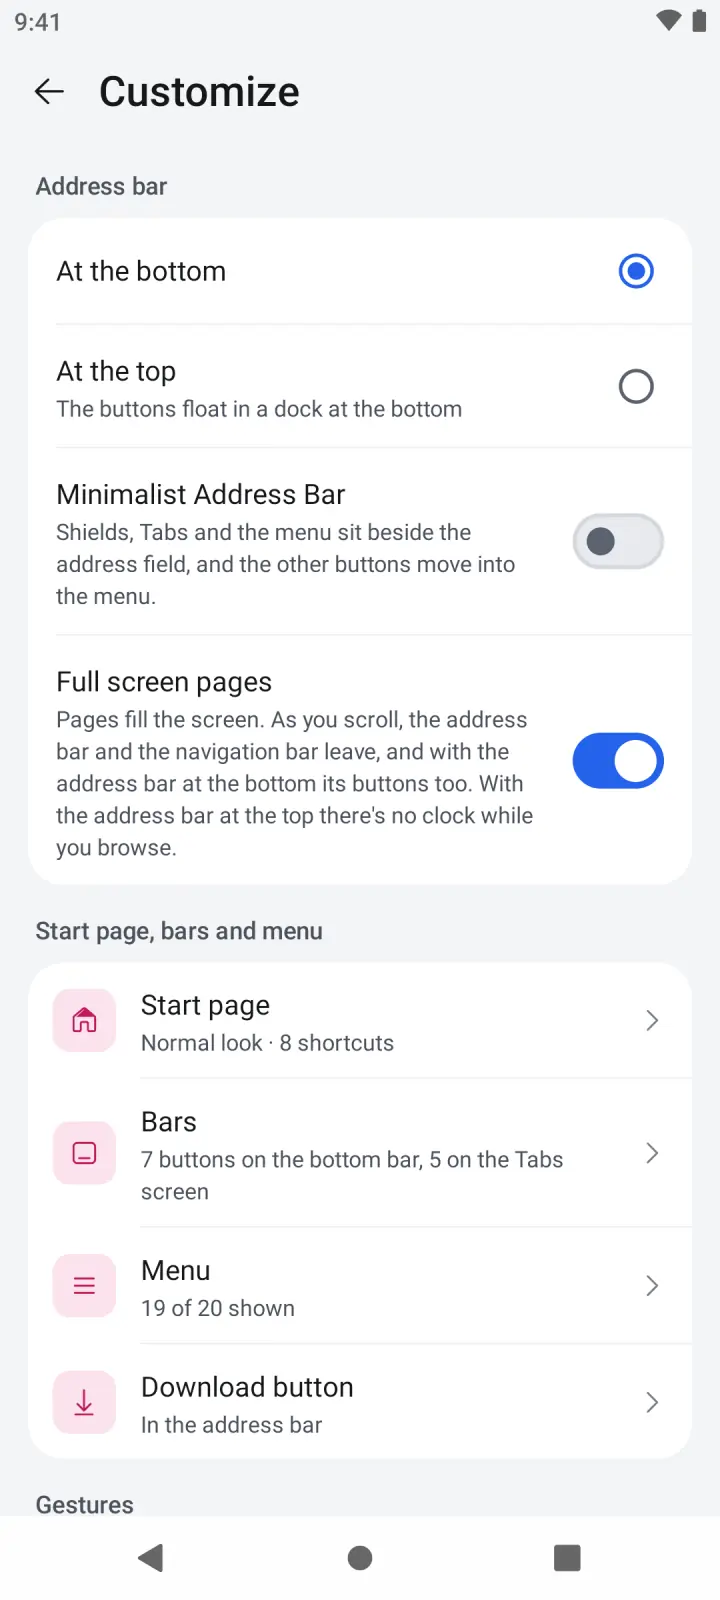 9:41
Customize
Address bar
At the bottom
At the top
The buttons float in a dock at the bottom
Minimalist Address Bar
Shields, Tabs and the menu sit beside the
address field, and the other buttons move into
the menu.
Full screen pages
Pages fill the screen. As you scroll, the address
bar and the navigation bar leave, and with the
address bar at the bottom its buttons too. With
the address bar at the top there's no clock while
you browse.
Start page, bars and menu
Start page
Normal look · 8 shortcuts
Bars
7 buttons on the bottom bar, 5 on the Tabs
screen
Menu
19 of 20 shown
Download button
In the address bar
Gestures